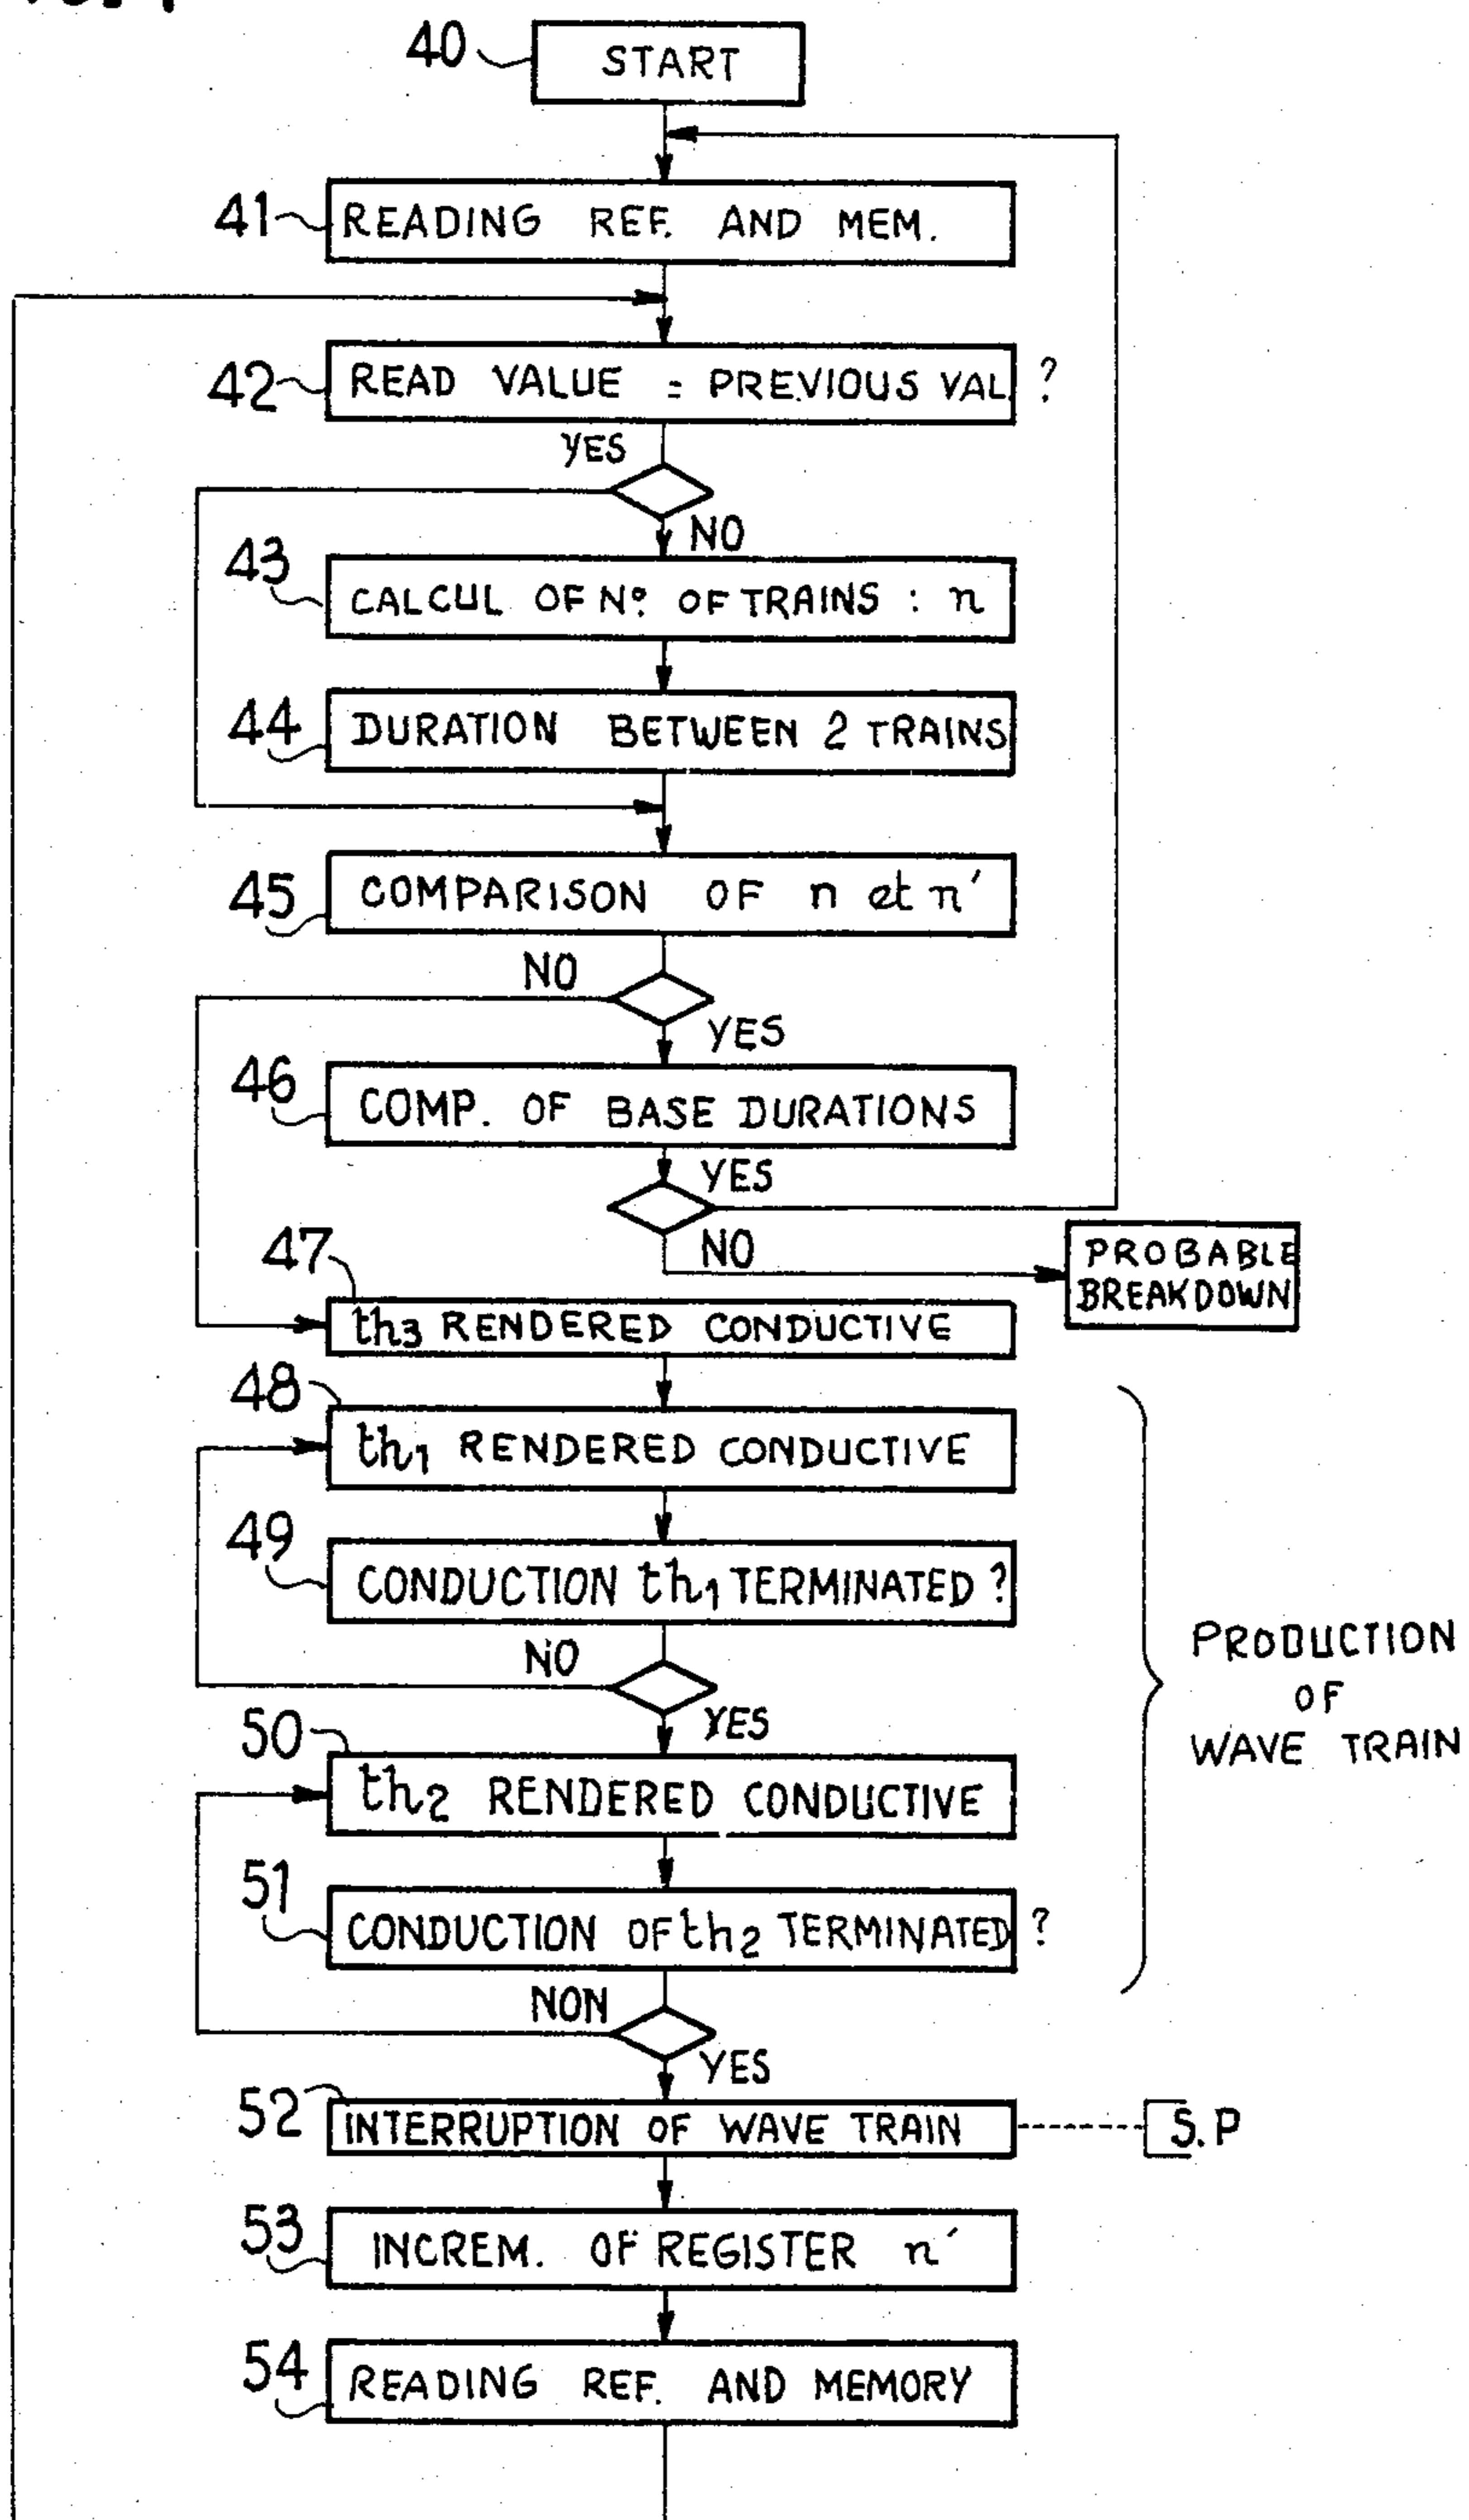 40 START
41 READING REF. AND MEM.
42 READ VALUE = PREVIOUS VAL. ?
YES
NO
43 CALCUL OF Nº. OF TRAINS : n
44 DURATION BETWEEN 2 TRAINS
45 COMPARISON OF n et n'
NO
YES
46 COMP. OF BASE DURATIONS
YES
NO
PROBABLE
BREAKDOWN
47 th3 RENDERED CONDUCTIVE
48 th1 RENDERED CONDUCTIVE
49 CONDUCTION th1 TERMINATED ?
NO
YES
PRODUCTION
OF
WAVE TRAIN
50 th2 RENDERED CONDUCTIVE
51 CONDUCTION OF th2 TERMINATED ?
NON
YES
52 INTERRUPTION OF WAVE TRAIN S.P
53 INCREM. OF REGISTER n'
54 READING REF. AND MEMORY